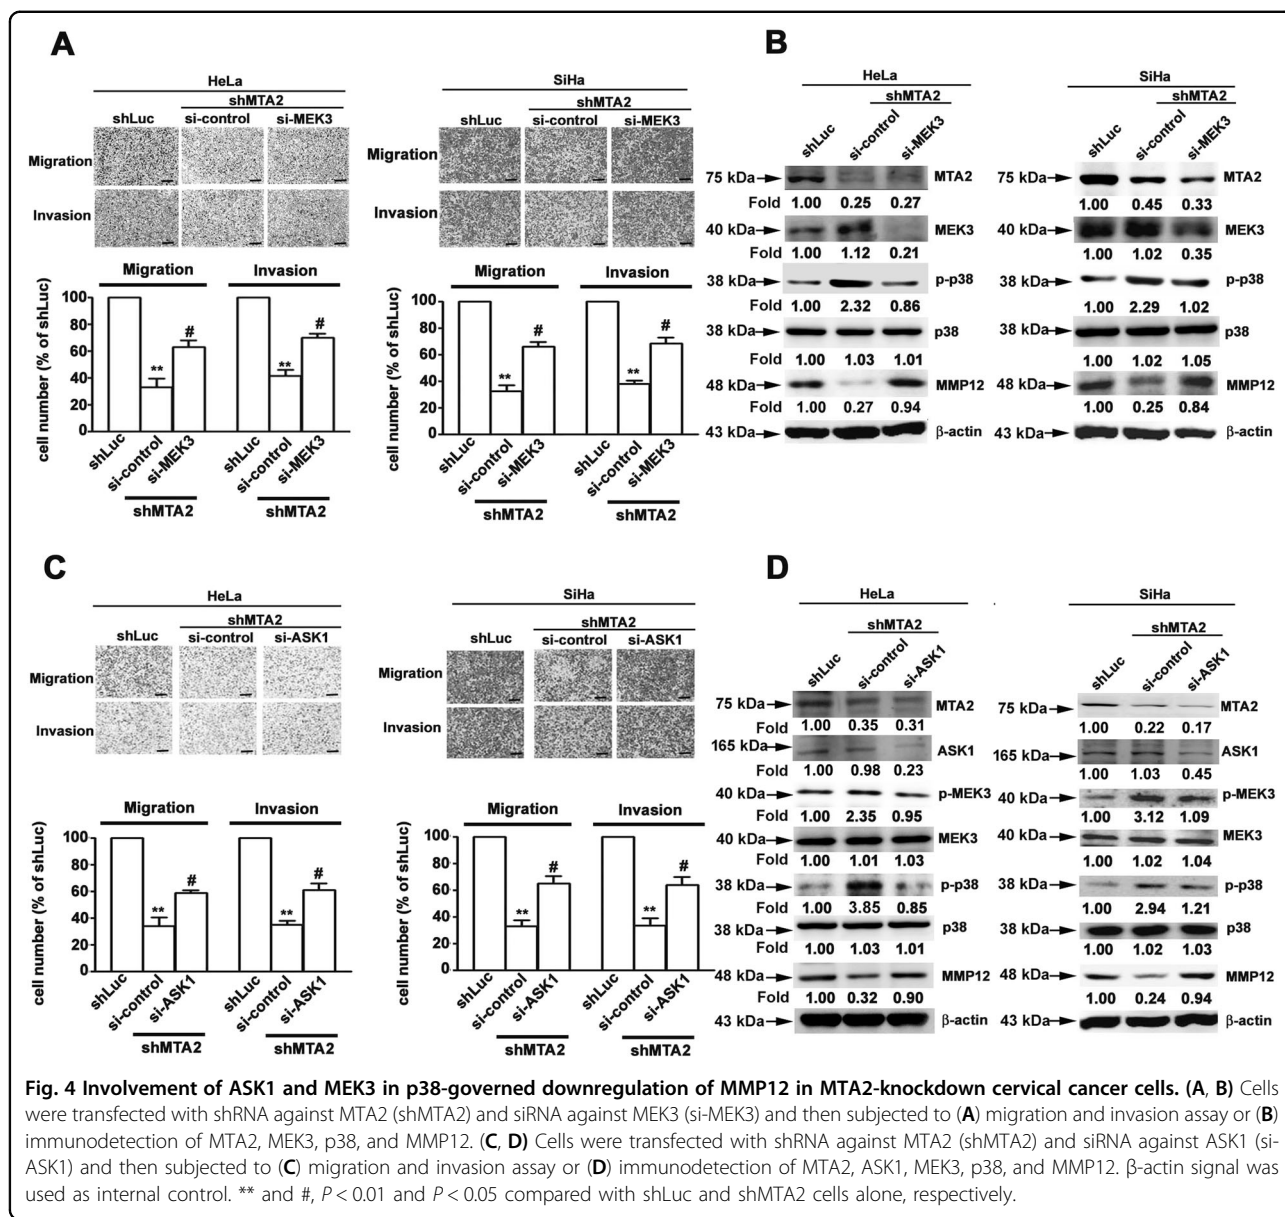 A
HeLa
shMTA2
shLuc si-control si-MEK3
Migration
Invasion
SiHa
shMTA2
shLuc si-control si-MEK3
Migration
Invasion
Migration Invasion
cell number (% of shLuc)
100
80
60
40
20
0
** # ** #
shLuc si-control si-MEK3 shLuc si-control si-MEK3
shMTA2 shMTA2
Migration Invasion
cell number (% of shLuc)
100
80
60
40
20
0
** # ** #
shLuc si-control si-MEK3 shLuc si-control si-MEK3
shMTA2 shMTA2
B
HeLa
shMTA2
shLuc si-control si-MEK3
75 kDa MTA2
Fold 1.00 0.25 0.27
40 kDa MEK3
Fold 1.00 1.12 0.21
38 kDa p-p38
Fold 1.00 2.32 0.86
38 kDa p38
Fold 1.00 1.03 1.01
48 kDa MMP12
Fold 1.00 0.27 0.94
43 kDa β-actin
SiHa
shMTA2
shLuc si-control si-MEK3
75 kDa MTA2
1.00 0.45 0.33
40 kDa MEK3
1.00 1.02 0.35
38 kDa p-p38
1.00 2.29 1.02
38 kDa p38
1.00 1.02 1.05
48 kDa MMP12
1.00 0.25 0.84
43 kDa β-actin
C
HeLa
shMTA2
shLuc si-control si-ASK1
Migration
Invasion
SiHa
shMTA2
shLuc si-control si-ASK1
Migration
Invasion
Migration Invasion
cell number (% of shLuc)
100
80
60
40
20
0
** # ** #
shLuc si-control si-ASK1 shLuc si-control si-ASK1
shMTA2 shMTA2
Migration Invasion
cell number (% of shLuc)
100
80
60
40
20
0
** # ** #
shLuc si-control si-ASK1 shLuc si-control si-ASK1
shMTA2 shMTA2
D
HeLa
shMTA2
shLuc si-control si-ASK1
75 kDa MTA2
Fold 1.00 0.35 0.31
165 kDa ASK1
Fold 1.00 0.98 0.23
40 kDa p-MEK3
Fold 1.00 2.35 0.95
40 kDa MEK3
Fold 1.00 1.01 1.03
38 kDa p-p38
Fold 1.00 3.85 0.85
38 kDa p38
Fold 1.00 1.03 1.01
48 kDa MMP12
Fold 1.00 0.32 0.90
43 kDa β-actin
SiHa
shMTA2
shLuc si-control si-ASK1
75 kDa MTA2
1.00 0.22 0.17
165 kDa ASK1
1.00 1.03 0.45
40 kDa p-MEK3
1.00 3.12 1.09
40 kDa MEK3
1.00 1.02 1.04
38 kDa p-p38
1.00 2.94 1.21
38 kDa p38
1.00 1.02 1.03
48 kDa MMP12
1.00 0.24 0.94
43 kDa β-actin
Fig. 4 Involvement of ASK1 and MEK3 in p38-governed downregulation of MMP12 in MTA2-knockdown cervical cancer cells. (A, B) Cells
were transfected with shRNA against MTA2 (shMTA2) and siRNA against MEK3 (si-MEK3) and then subjected to (A) migration and invasion assay or (B)
immunodetection of MTA2, MEK3, p38, and MMP12. (C, D) Cells were transfected with shRNA against MTA2 (shMTA2) and siRNA against ASK1 (si-
ASK1) and then subjected to (C) migration and invasion assay or (D) immunodetection of MTA2, ASK1, MEK3, p38, and MMP12. β-actin signal was
used as internal control. ** and #, P < 0.01 and P < 0.05 compared with shLuc and shMTA2 cells alone, respectively.